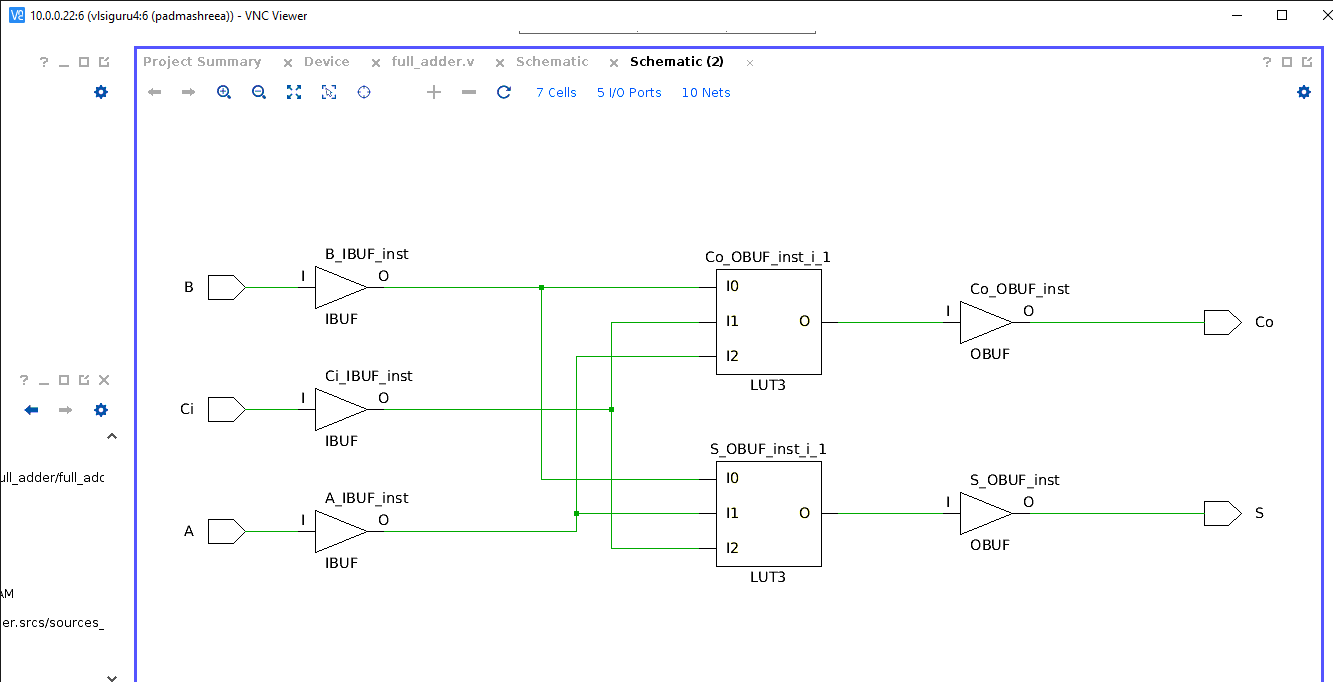 10.0.0.22:6 (vlsiguru4:6 (padmashreea)) - VNC Viewer
Project Summary Device full_adder.v Schematic Schematic (2)
7 Cells 5 I/O Ports 10 Nets
B_IBUF_inst
B I O
IBUF
Co_OBUF_inst_i_1
I0
I1 O
I2
LUT3
Co_OBUF_inst
I O Co
OBUF
Ci_IBUF_inst
Ci I O
IBUF
S_OBUF_inst_i_1
I0
I1 O
I2
LUT3
S_OBUF_inst
I O S
OBUF
A_IBUF_inst
A I O
IBUF
ull_adder/full_adc
AM
er.srcs/sources_